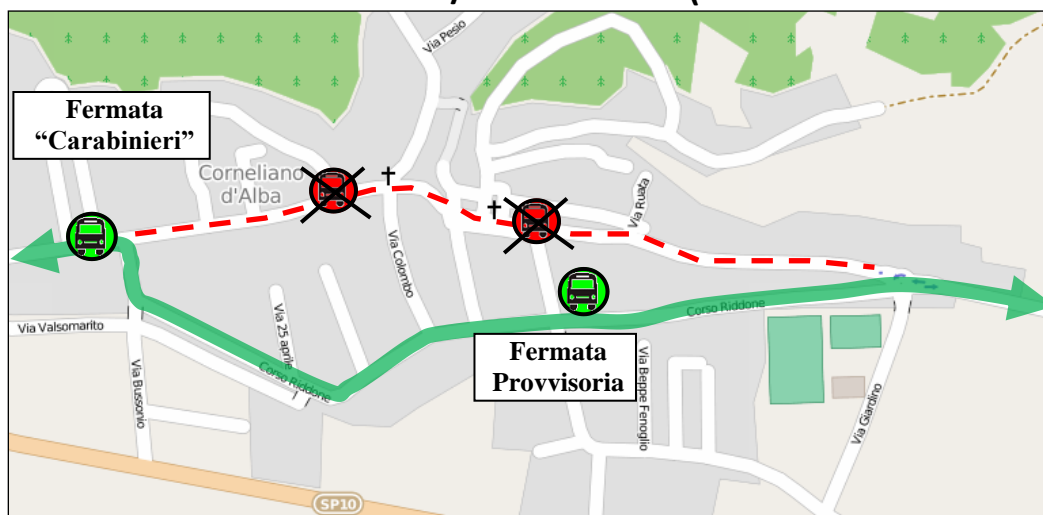 Via Pesio
Fermata
“Carabinieri”
Corneliano
d'Alba
Via Rueta
Via Colombo
Via Valsomarito
Via 25 aprile
Corso Riddone
Corso Riddone
Fermata
Provvisoria
Via Bussonio
Via Beppe Fenoglio
Via Giardino
SP10